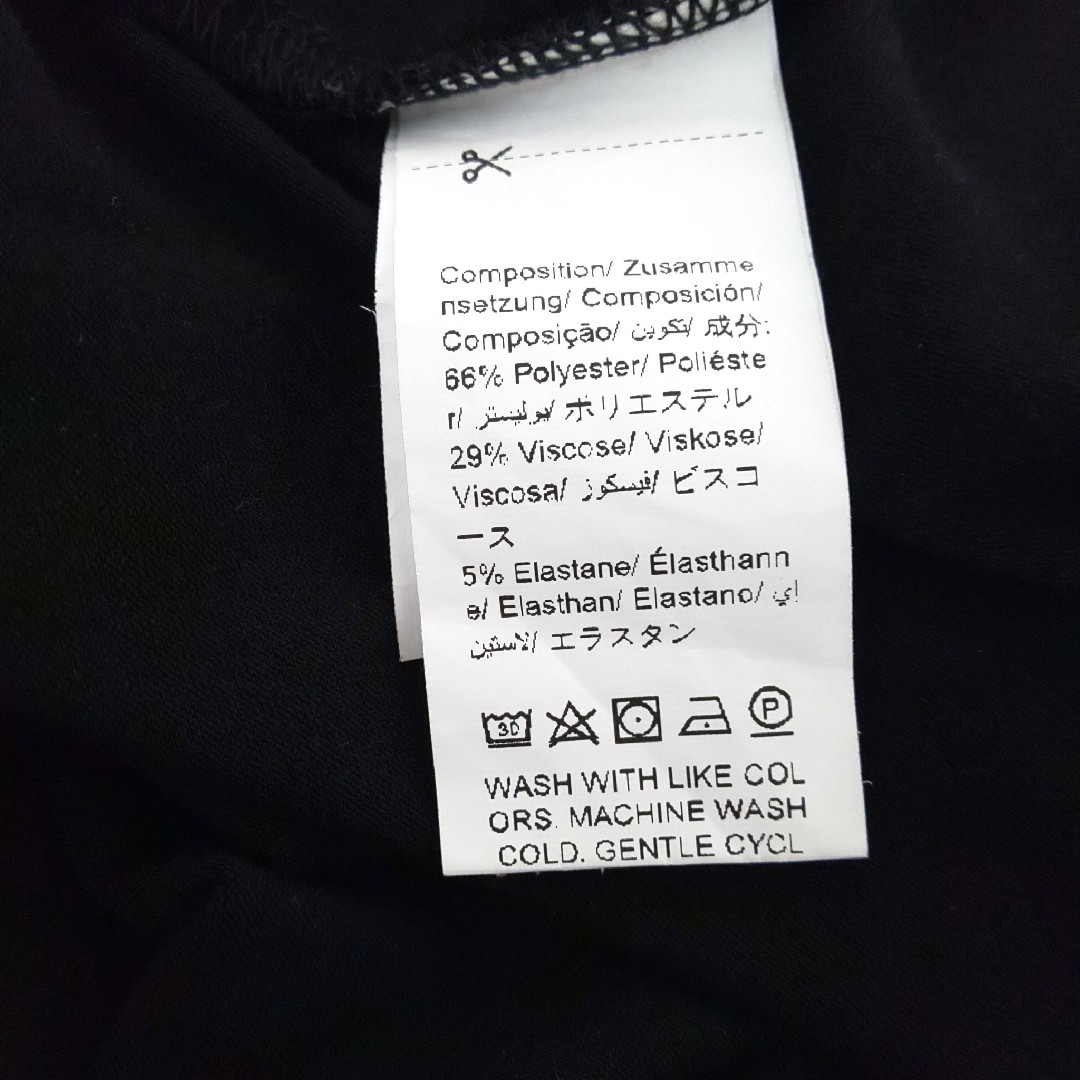 Composition/ Zusamme
nsetzung/ Composición/
Composição/ تكوين/ 成分:
66% Polyester/ Poliéste
r/ بوليستر/ ポリエステル
29% Viscose/ Viskose/
Viscosa/ فيسكوز/ ビスコ
ース
5% Elastane/ Élasthann
e/ Elasthan/ Elastano/ إي
لاستين/ エラスタン
30 P
WASH WITH LIKE COL
ORS. MACHINE WASH
COLD. GENTLE CYCL